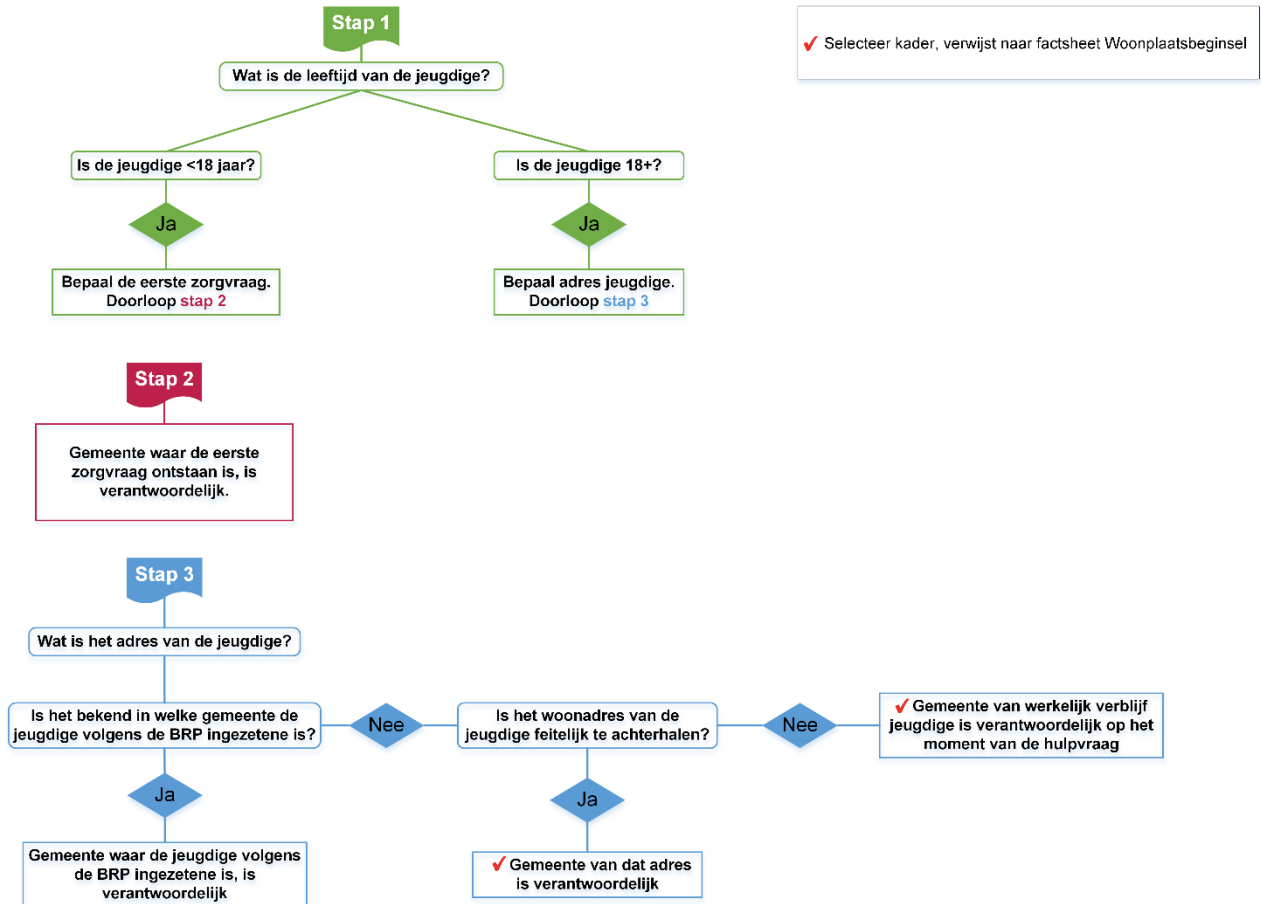 Stap 1
✓ Selecteer kader, verwijst naar factsheet Woonplaatsbeginsel
Wat is de leeftijd van de jeugdige?
Is de jeugdige <18 jaar?
Is de jeugdige 18+?
Ja
Ja
Bepaal de eerste zorgvraag.
Doorloop stap 2
Bepaal adres jeugdige.
Doorloop stap 3
Stap 2
Gemeente waar de eerste
zorgvraag ontstaan is, is
verantwoordelijk.
Stap 3
Wat is het adres van de jeugdige?
Is het bekend in welke gemeente de
jeugdige volgens de BRP ingezetene is?
Nee
Is het woonadres van de
jeugdige feitelijk te achterhalen?
Nee
✓ Gemeente van werkelijk verblijf
jeugdige is verantwoordelijk op het
moment van de hulpvraag
Ja
Ja
Gemeente waar de jeugdige volgens
de BRP ingezetene is, is
verantwoordelijk
✓ Gemeente van dat adres
is verantwoordelijk